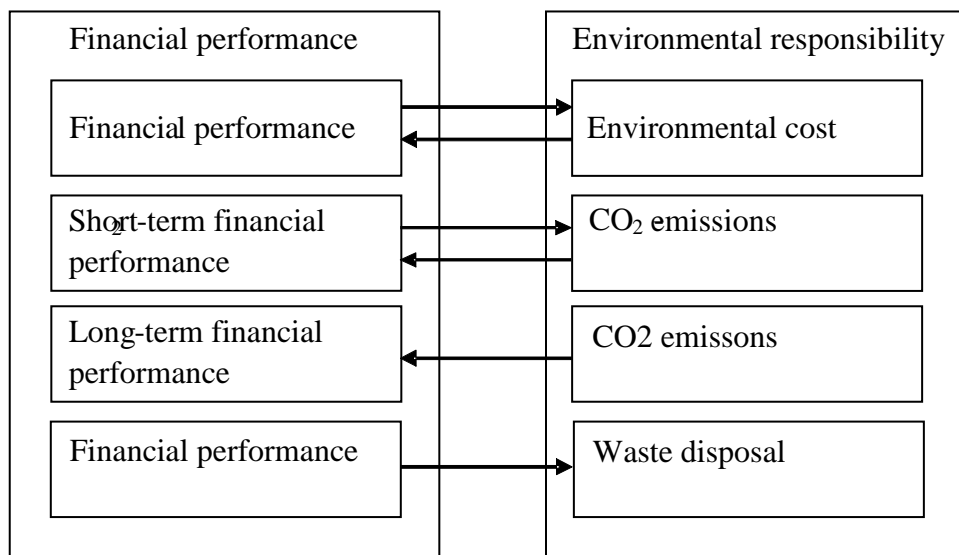 Financial performance
Environmental responsibility
Financial performance
Environmental cost
Short-term financial
performance
2
CO₂ emissions
Long-term financial
performance
CO2 emissons
Financial performance
Waste disposal